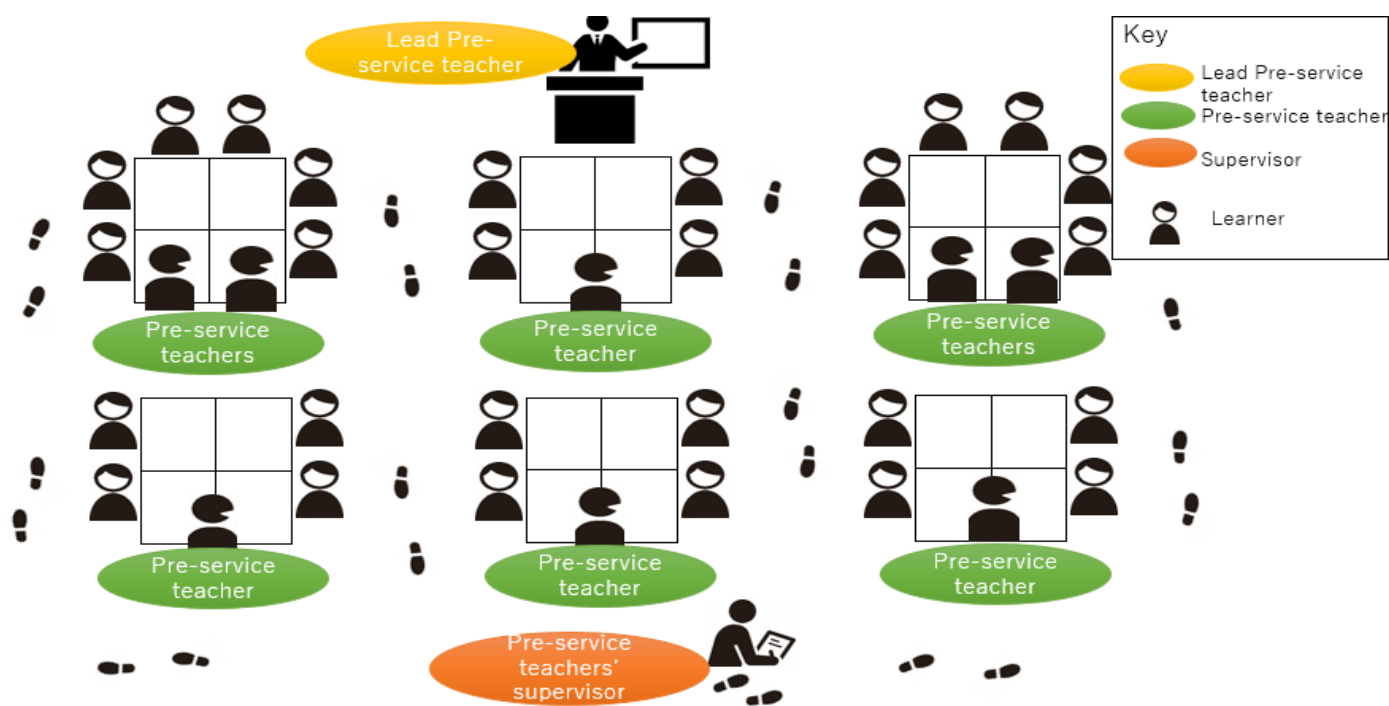 Lead Pre-
service teacher
Key
Lead Pre-service
teacher
Pre-service teacher
Supervisor
Learner
Pre-service
teachers
Pre-service
teacher
Pre-service
teachers
Pre-service
teacher
Pre-service
teacher
Pre-service
teacher
Pre-service
teachers’
supervisor